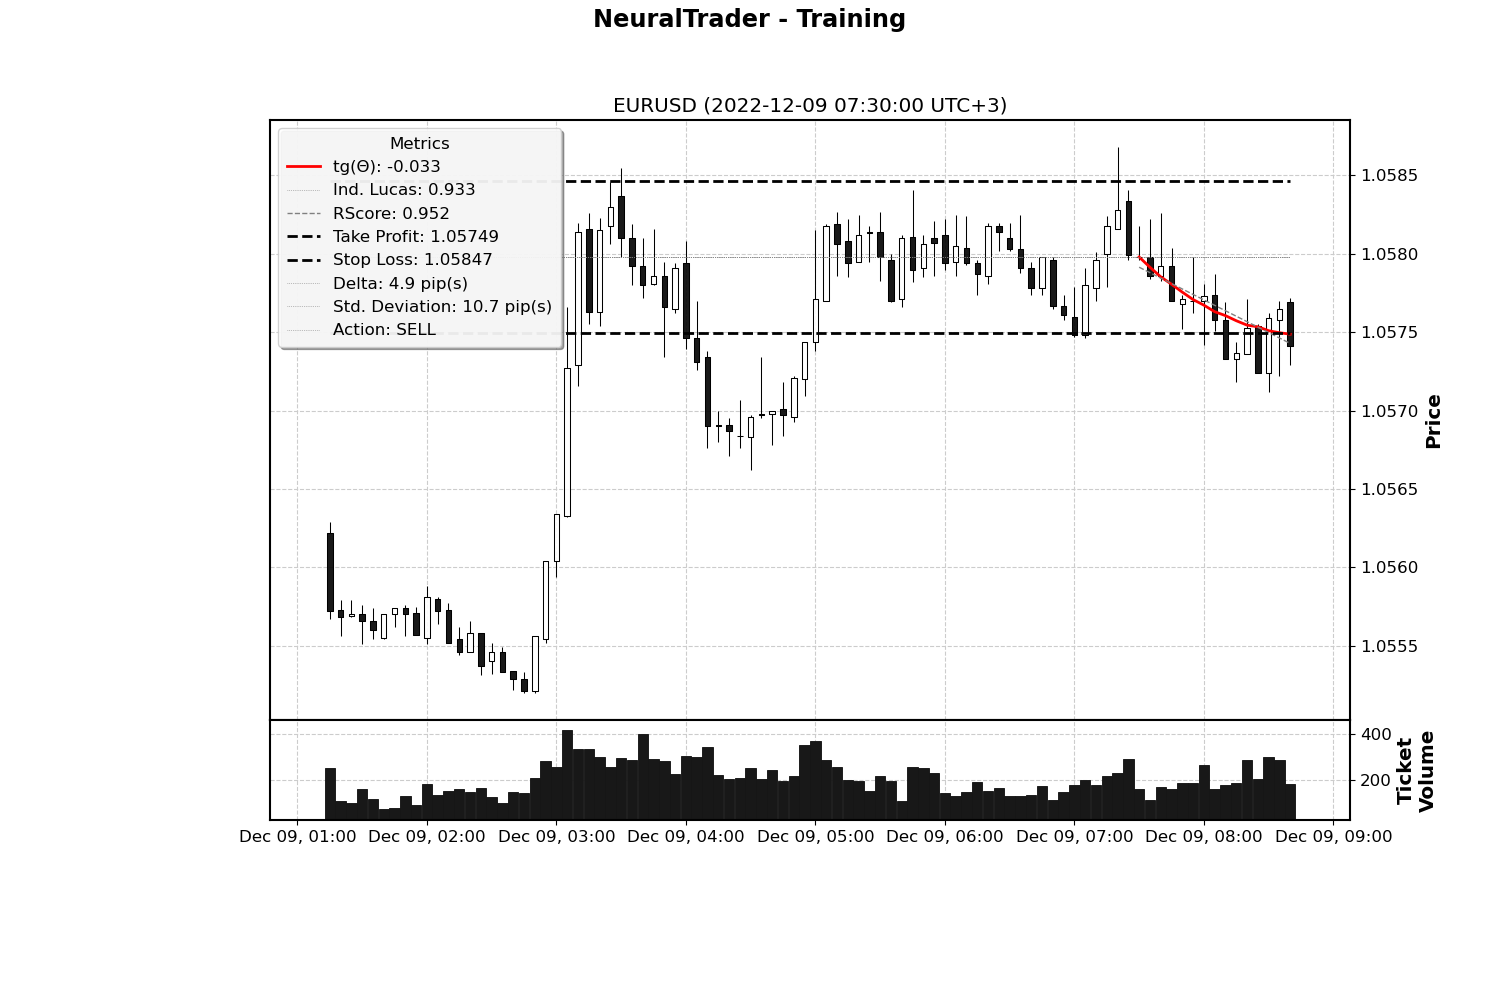 NeuralTrader - Training
EURUSD (2022-12-09 07:30:00 UTC+3)
Metrics
tg(Θ): -0.033
Ind. Lucas: 0.933
RScore: 0.952
Take Profit: 1.05749
Stop Loss: 1.05847
Delta: 4.9 pip(s)
Std. Deviation: 10.7 pip(s)
Action: SELL
1.0585
1.0580
1.0575
1.0570
1.0565
1.0560
1.0555
Price
400
200
Ticket
Volume
Dec 09, 01:00 Dec 09, 02:00 Dec 09, 03:00 Dec 09, 04:00 Dec 09, 05:00 Dec 09, 06:00 Dec 09, 07:00 Dec 09, 08:00 Dec 09, 09:00